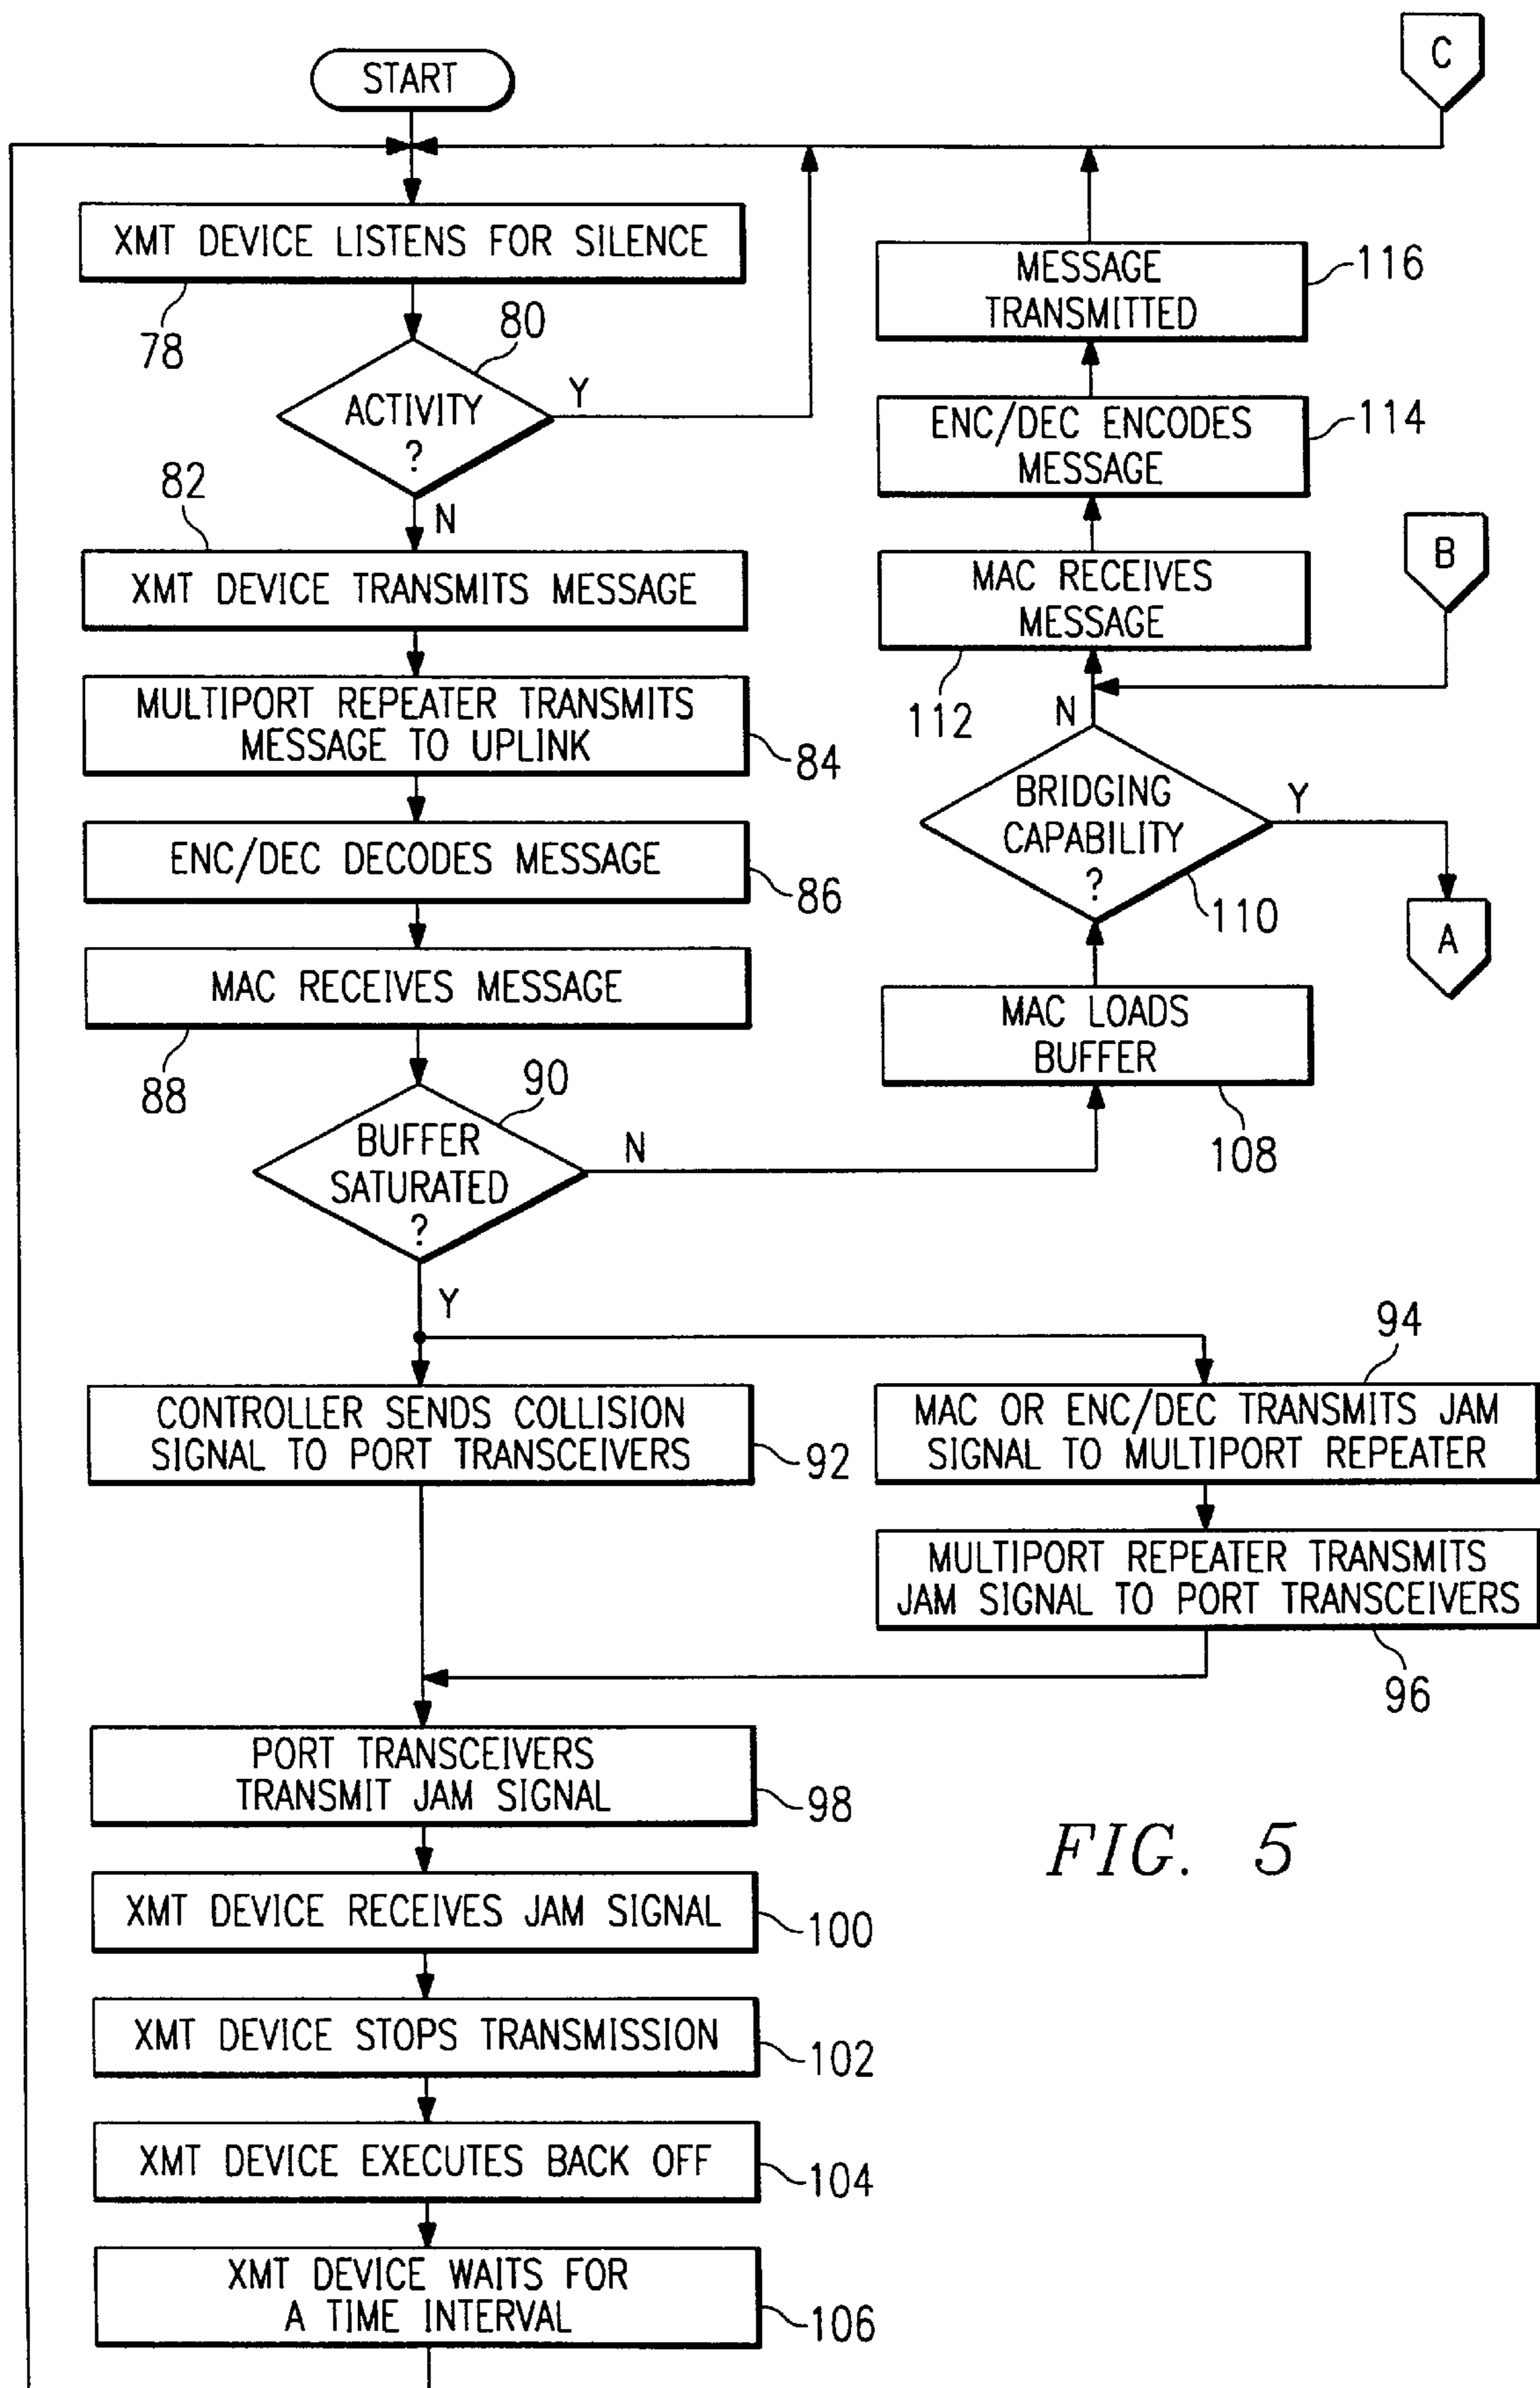 START
C
XMT DEVICE LISTENS FOR SILENCE
78
80
ACTIVITY
?
Y
N
82
XMT DEVICE TRANSMITS MESSAGE
MULTIPORT REPEATER TRANSMITS
MESSAGE TO UPLINK
84
ENC/DEC DECODES MESSAGE
86
MAC RECEIVES MESSAGE
88
90
BUFFER
SATURATED
?
N
Y
MESSAGE
TRANSMITTED
116
ENC/DEC ENCODES
MESSAGE
114
B
MAC RECEIVES
MESSAGE
112
N
BRIDGING
CAPABILITY
?
Y
110
A
MAC LOADS
BUFFER
108
CONTROLLER SENDS COLLISION
SIGNAL TO PORT TRANSCEIVERS
92
94
MAC OR ENC/DEC TRANSMITS JAM
SIGNAL TO MULTIPORT REPEATER
MULTIPORT REPEATER TRANSMITS
JAM SIGNAL TO PORT TRANSCEIVERS
96
PORT TRANSCEIVERS
TRANSMIT JAM SIGNAL
98
XMT DEVICE RECEIVES JAM SIGNAL
100
XMT DEVICE STOPS TRANSMISSION
102
XMT DEVICE EXECUTES BACK OFF
104
XMT DEVICE WAITS FOR
A TIME INTERVAL
106
FIG. 5